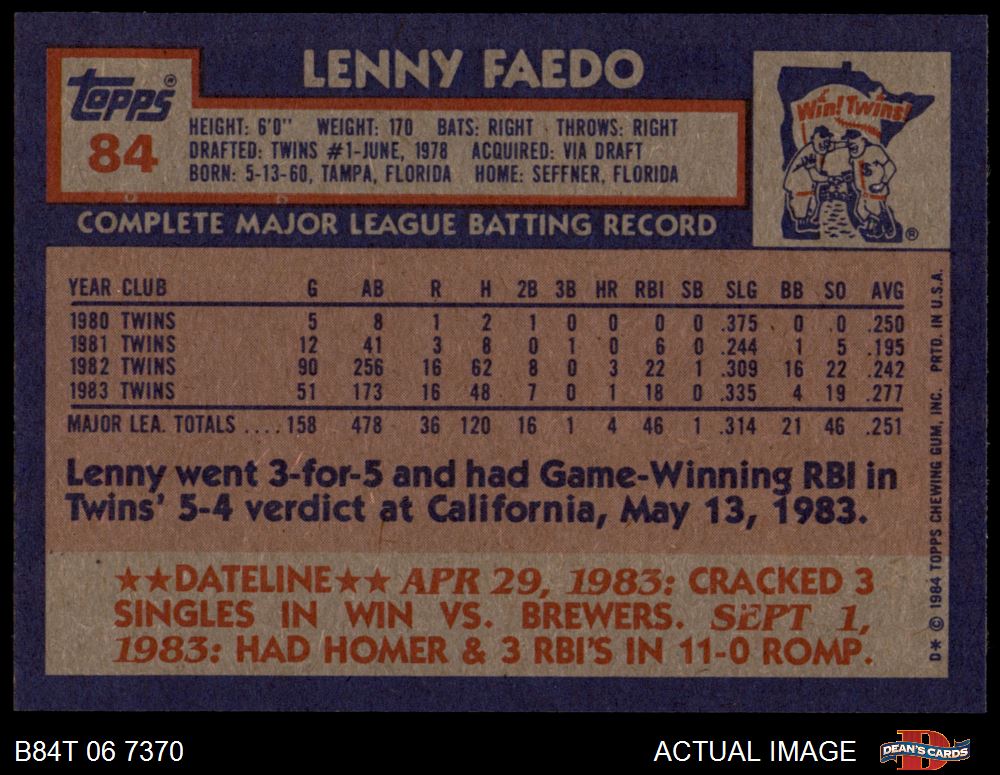 LENNY FAEDO
Topps®
84
HEIGHT: 6'0" WEIGHT: 170 BATS: RIGHT THROWS: RIGHT
DRAFTED: TWINS #1-JUNE, 1978 ACQUIRED: VIA DRAFT
BORN: 5-13-60, TAMPA, FLORIDA HOME: SEFFNER, FLORIDA
Win! Twins!
®
COMPLETE MAJOR LEAGUE BATTING RECORD
YEAR CLUB G AB R H 2B 3B HR RBI SB SLG BB SO AVG
1980 TWINS 5 8 1 2 1 0 0 0 0 .375 0 .0 .250
1981 TWINS 12 41 3 8 0 1 0 6 0 .244 1 5 .195
1982 TWINS 90 256 16 62 8 0 3 22 1 .309 16 22 .242
1983 TWINS 51 173 16 48 7 0 1 18 0 .335 4 19 .277
MAJOR LEA. TOTALS ....158 478 36 120 16 1 4 46 1 .314 21 46 .251
Lenny went 3-for-5 and had Game-Winning RBI in
Twins' 5-4 verdict at California, May 13, 1983.
★★DATELINE★★ APR 29, 1983: CRACKED 3
SINGLES IN WIN VS. BREWERS. SEPT 1,
1983: HAD HOMER & 3 RBI'S IN 11-0 ROMP.
D* © 1984 TOPPS CHEWING GUM, INC. PRTD. IN U.S.A.
B84T 06 7370
ACTUAL IMAGE
D
DEAN'S CARDS